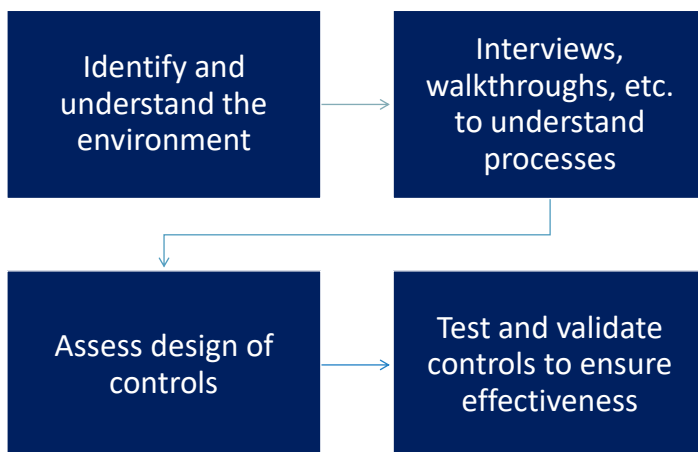 Identify and
understand the
environment
Interviews,
walkthroughs, etc.
to understand
processes
Assess design of
controls
Test and validate
controls to ensure
effectiveness